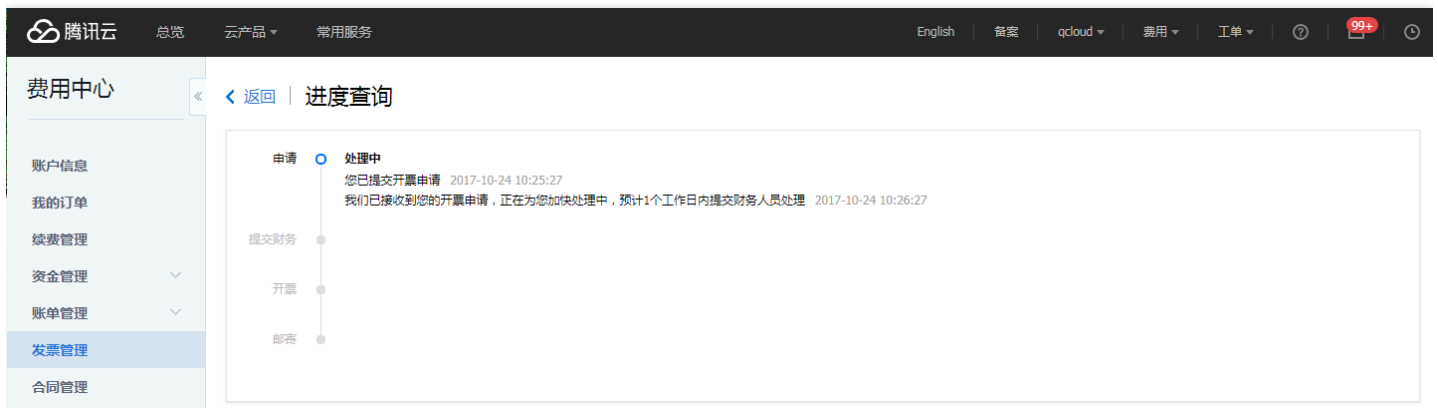 腾讯云 总览 云产品 常用服务 English 备案 qcloud 费用 工单 99+
费用中心
返回 进度查询
账户信息
我的订单
续费管理
资金管理
账单管理
发票管理
合同管理
申请 处理中
您已提交开票申请 2017-10-24 10:25:27
我们已接收到您的开票申请，正在为您加快处理中，预计1个工作日内提交财务人员处理 2017-10-24 10:26:27
提交财务
开票
邮寄